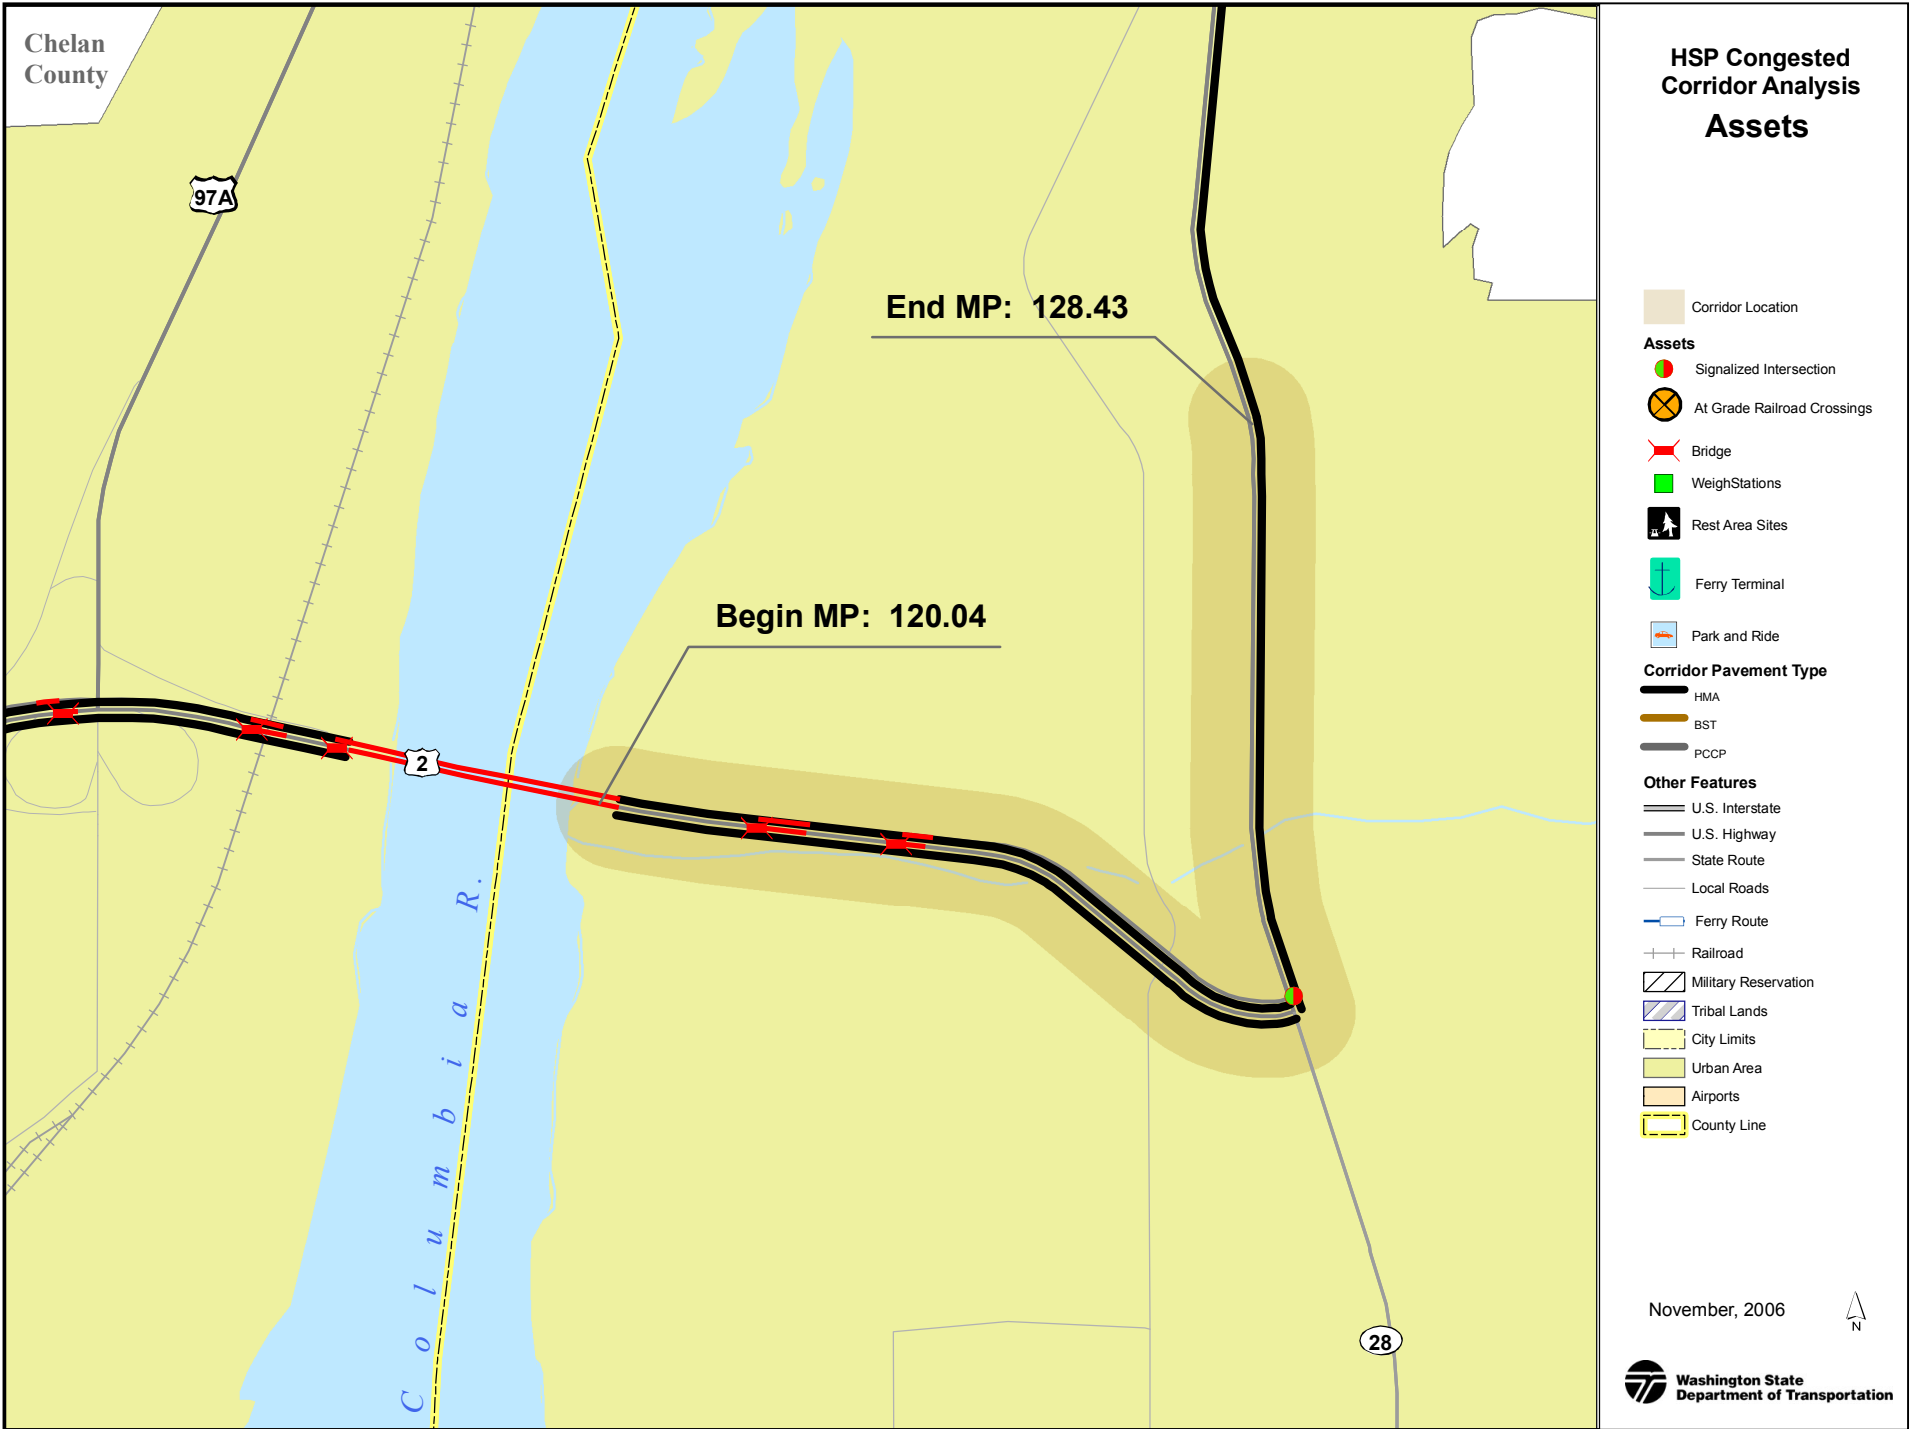 Chelan
County
97A
End MP: 128.43
Begin MP: 120.04
2
Columbia R.
28
HSP Congested
Corridor Analysis
Assets
Corridor Location
Assets
Signalized Intersection
At Grade Railroad Crossings
Bridge
WeighStations
Rest Area Sites
Ferry Terminal
Park and Ride
Corridor Pavement Type
HMA
BST
PCCP
Other Features
U.S. Interstate
U.S. Highway
State Route
Local Roads
Ferry Route
Railroad
Military Reservation
Tribal Lands
City Limits
Urban Area
Airports
County Line
November, 2006
N
Washington State
Department of Transportation